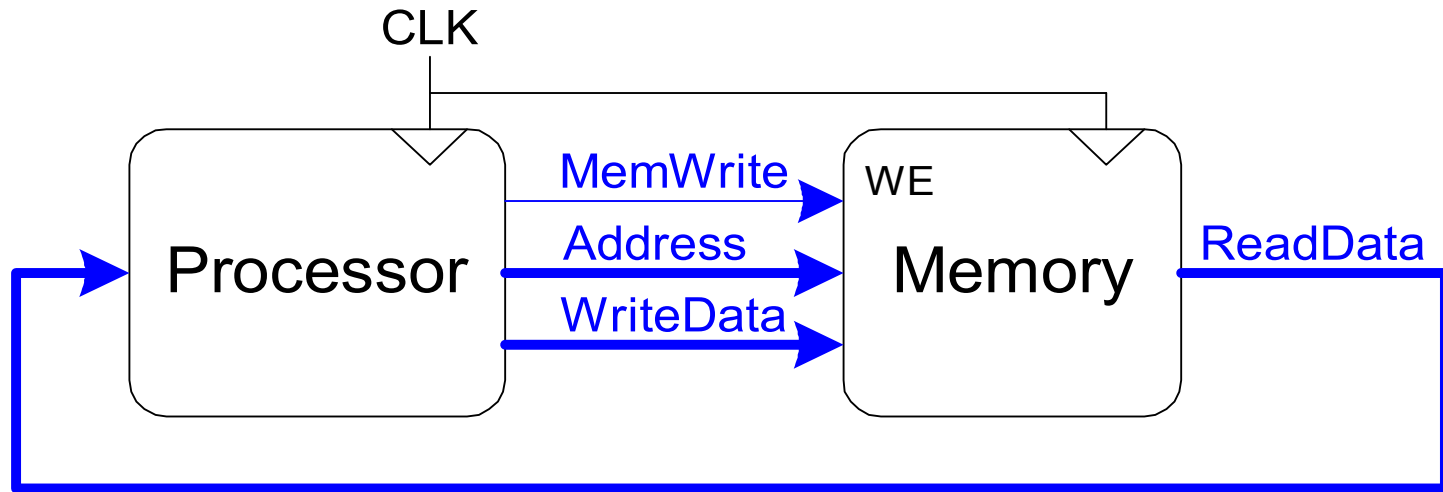 CLK
MemWrite
WE
Address
Processor
Memory
ReadData
WriteData